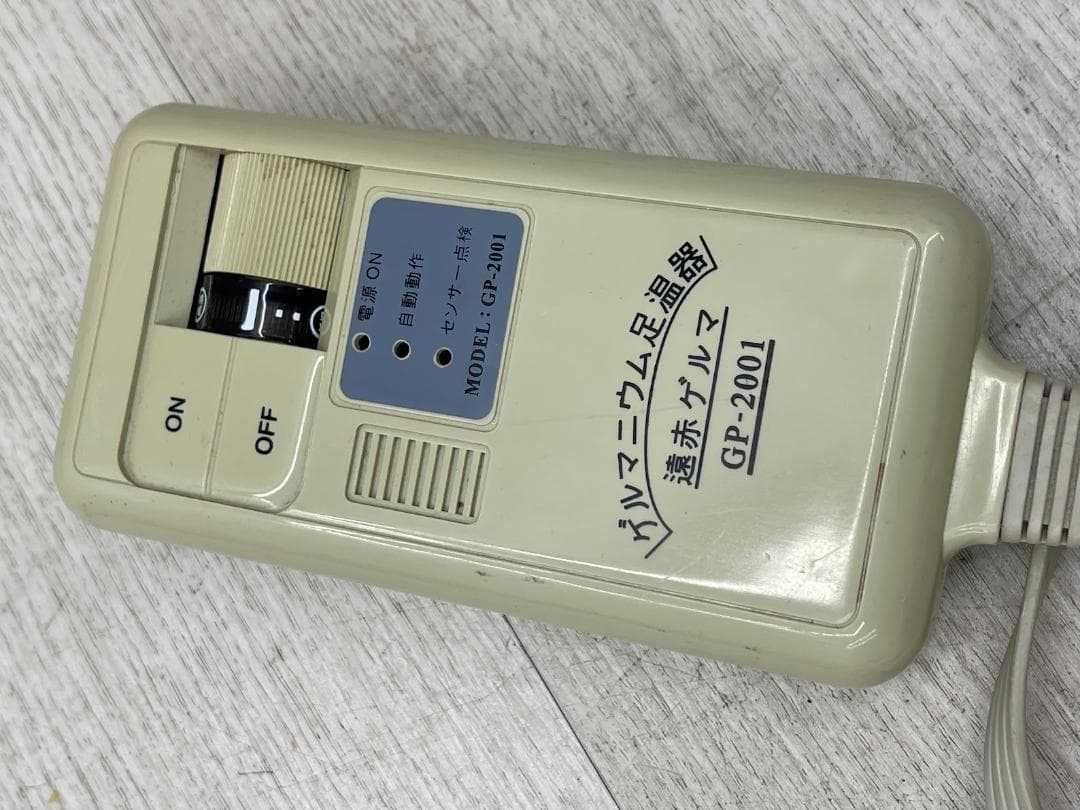 ゲルマニウム足温器
遠赤ゲルマ
GP-2001
電源 ON
自動動作
センサー点検
MODEL : GP-2001
ON
OFF